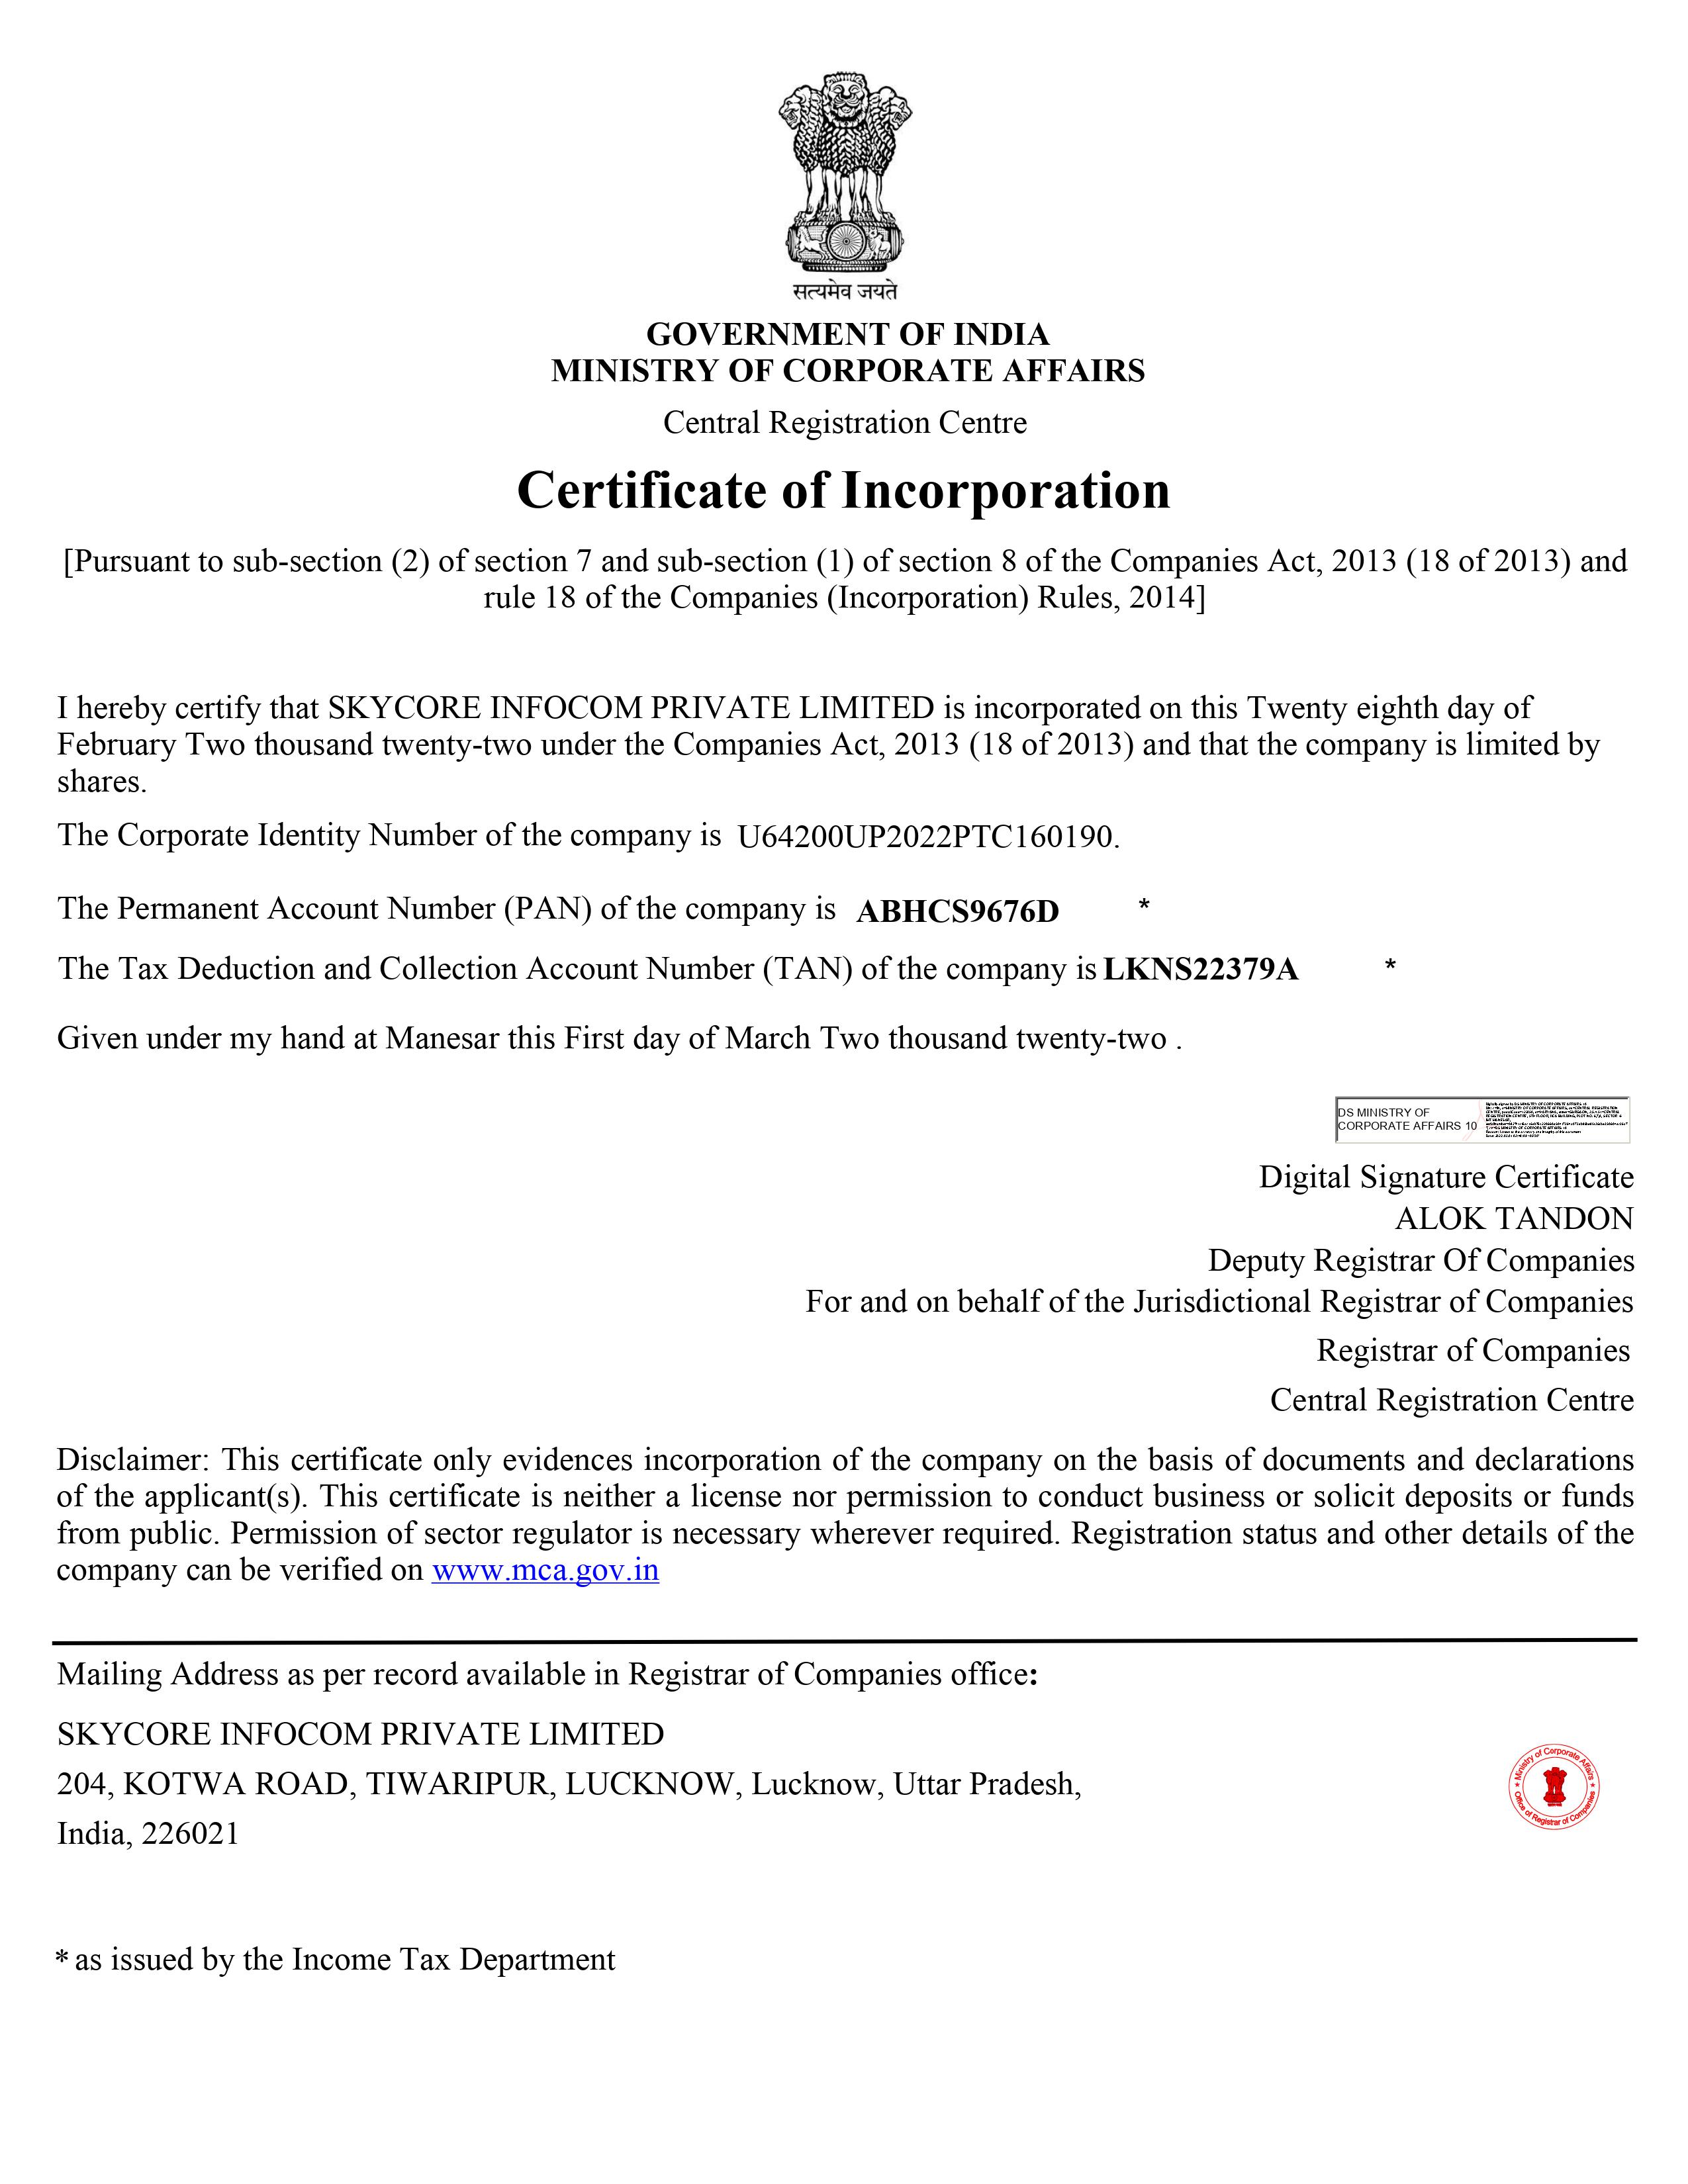 सत्यमेव जयते
GOVERNMENT OF INDIA
MINISTRY OF CORPORATE AFFAIRS
Central Registration Centre
Certificate of Incorporation
[Pursuant to sub-section (2) of section 7 and sub-section (1) of section 8 of the Companies Act, 2013 (18 of 2013) and
rule 18 of the Companies (Incorporation) Rules, 2014]
I hereby certify that SKYCORE INFOCOM PRIVATE LIMITED is incorporated on this Twenty eighth day of
February Two thousand twenty-two under the Companies Act, 2013 (18 of 2013) and that the company is limited by
shares.
The Corporate Identity Number of the company is U64200UP2022PTC160190.
The Permanent Account Number (PAN) of the company is ABHCS9676D *
The Tax Deduction and Collection Account Number (TAN) of the company is LKNS22379A *
Given under my hand at Manesar this First day of March Two thousand twenty-two .
DS MINISTRY OF
CORPORATE AFFAIRS 10
Digital Signature Certificate
ALOK TANDON
Deputy Registrar Of Companies
For and on behalf of the Jurisdictional Registrar of Companies
Registrar of Companies
Central Registration Centre
Disclaimer: This certificate only evidences incorporation of the company on the basis of documents and declarations
of the applicant(s). This certificate is neither a license nor permission to conduct business or solicit deposits or funds
from public. Permission of sector regulator is necessary wherever required. Registration status and other details of the
company can be verified on www.mca.gov.in
Mailing Address as per record available in Registrar of Companies office:
SKYCORE INFOCOM PRIVATE LIMITED
204, KOTWA ROAD, TIWARIPUR, LUCKNOW, Lucknow, Uttar Pradesh,
India, 226021
Ministry of Corporate Affairs
Office of Registrar of Companies
* as issued by the Income Tax Department